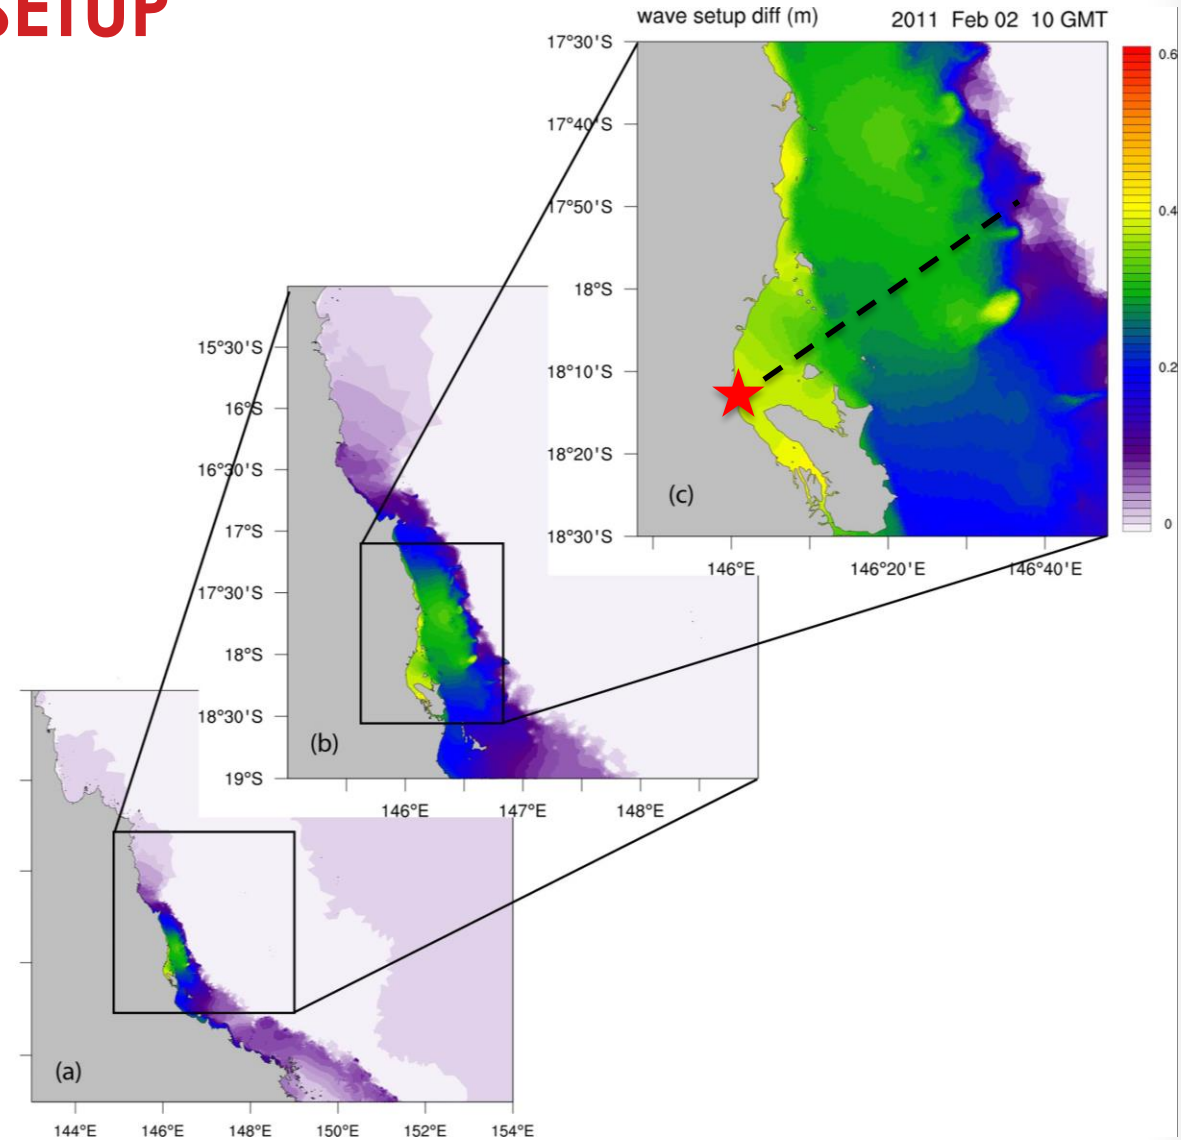 SETUP
wave setup diff (m) 2011 Feb 02 10 GMT
17°30'S
17°40'S
17°50'S
18°S
18°10'S
18°20'S
18°30'S
146°E 146°20'E 146°40'E
(c)
0.6
0.4
0.2
0
15°30'S
16°S
16°30'S
17°S
17°30'S
18°S
18°30'S
19°S
(b)
146°E 147°E 148°E
(a)
144°E 146°E 148°E 150°E 152°E 154°E